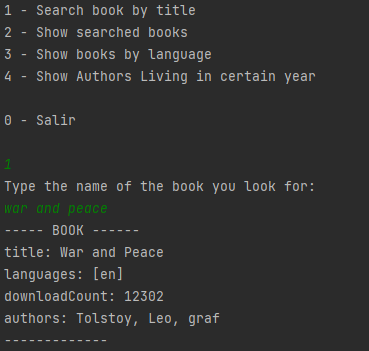 1 - Search book by title
2 - Show searched books
3 - Show books by language
4 - Show Authors Living in certain year
0 - Salir
1
Type the name of the book you look for:
war and peace
----- BOOK ------
title: War and Peace
languages: [en]
downloadCount: 12302
authors: Tolstoy, Leo, graf
-------------